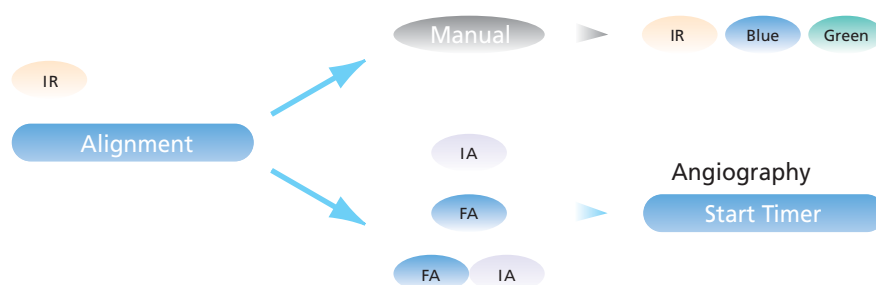 Manual
IR Blue Green
IR
Alignment
IA
Angiography
FA
Start Timer
FA IA